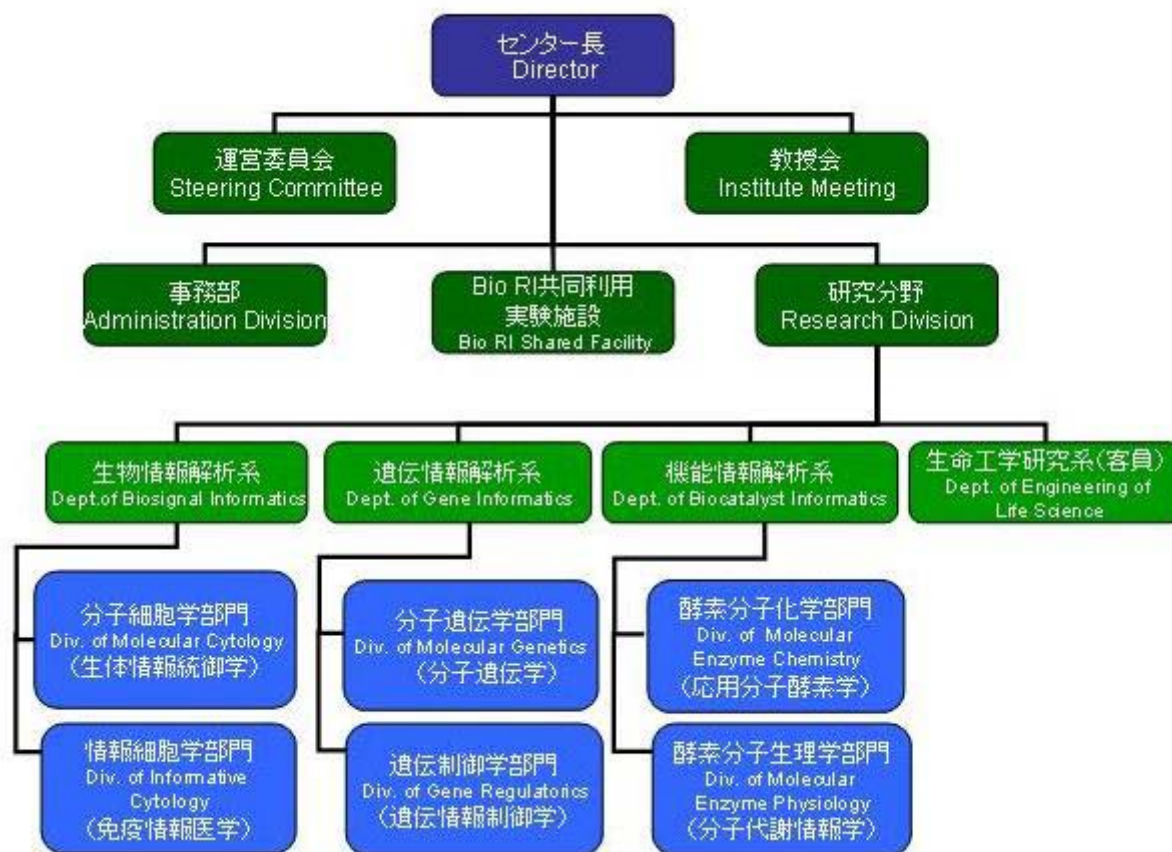 センター長
Director
運営委員会
Steering Committee
教授会
Institute Meeting
事務部
Administration Division
Bio RI共同利用
実験施設
Bio RI Shared Facility
研究分野
Research Division
生物情報解析系
Dept.of Biosignal Informatics
遺伝情報解析系
Dept. of Gene Informatics
機能情報解析系
Dept. of Biocatalyst Informatics
生命工学研究系(客員)
Dept. of Engineering of
Life Science
分子細胞学部門
Div. of Molecular Cytology
(生体情報統御学)
分子遺伝学部門
Div. of Molecular Genetics
(分子遺伝学)
酵素分子化学部門
Div. of Molecular
Enzyme Chemistry
(応用分子酵素学)
情報細胞学部門
Div. of Informative
Cytology
(免疫情報医学)
遺伝制御学部門
Div. of Gene Regulatorics
(遺伝情報制御学)
酵素分子生理学部門
Div. of Molecular
Enzyme Physiology
(分子代謝情報学)